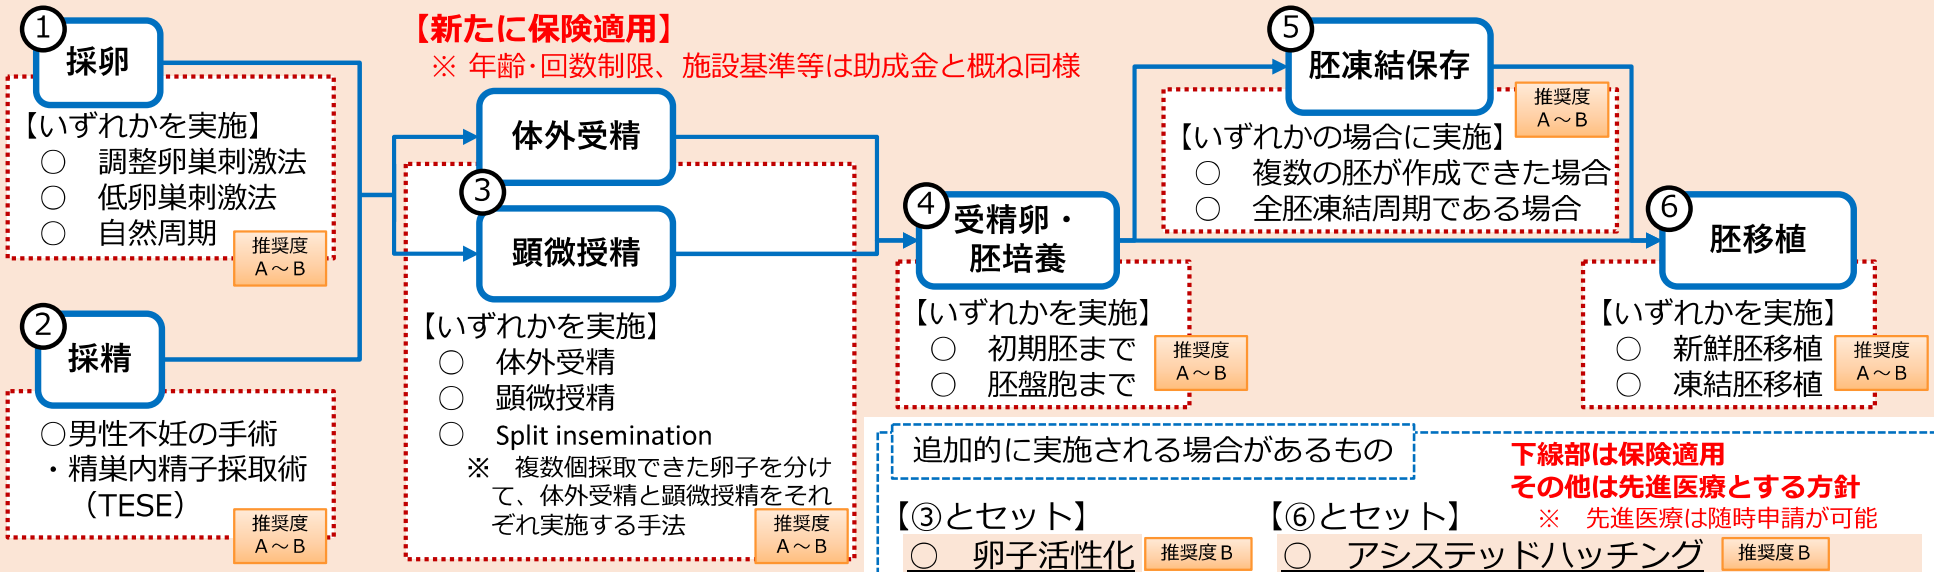 【新たに保険適用】
※ 年齢･回数制限、施設基準等は助成金と概ね同様
①
採卵
【いずれかを実施】
○ 調整卵巣刺激法
○ 低卵巣刺激法
○ 自然周期
推奨度
A～B
②
採精
○男性不妊の手術
・精巣内精子採取術
（TESE）
推奨度
A～B
体外受精
③
顕微授精
【いずれかを実施】
○ 体外受精
○ 顕微授精
○ Split insemination
※ 複数個採取できた卵子を分け
て、体外受精と顕微授精をそれ
ぞれ実施する手法
推奨度
A～B
④
受精卵・
胚培養
【いずれかを実施】
○ 初期胚まで
○ 胚盤胞まで
推奨度
A～B
⑤
胚凍結保存
推奨度
A～B
【いずれかの場合に実施】
○ 複数の胚が作成できた場合
○ 全胚凍結周期である場合
⑥
胚移植
【いずれかを実施】
○ 新鮮胚移植
○ 凍結胚移植
推奨度
A～B
追加的に実施される場合があるもの
下線部は保険適用
その他は先進医療とする方針
※ 先進医療は随時申請が可能
【③とセット】
○ 卵子活性化
推奨度B
【⑥とセット】
○ アシステッドハッチング
推奨度B